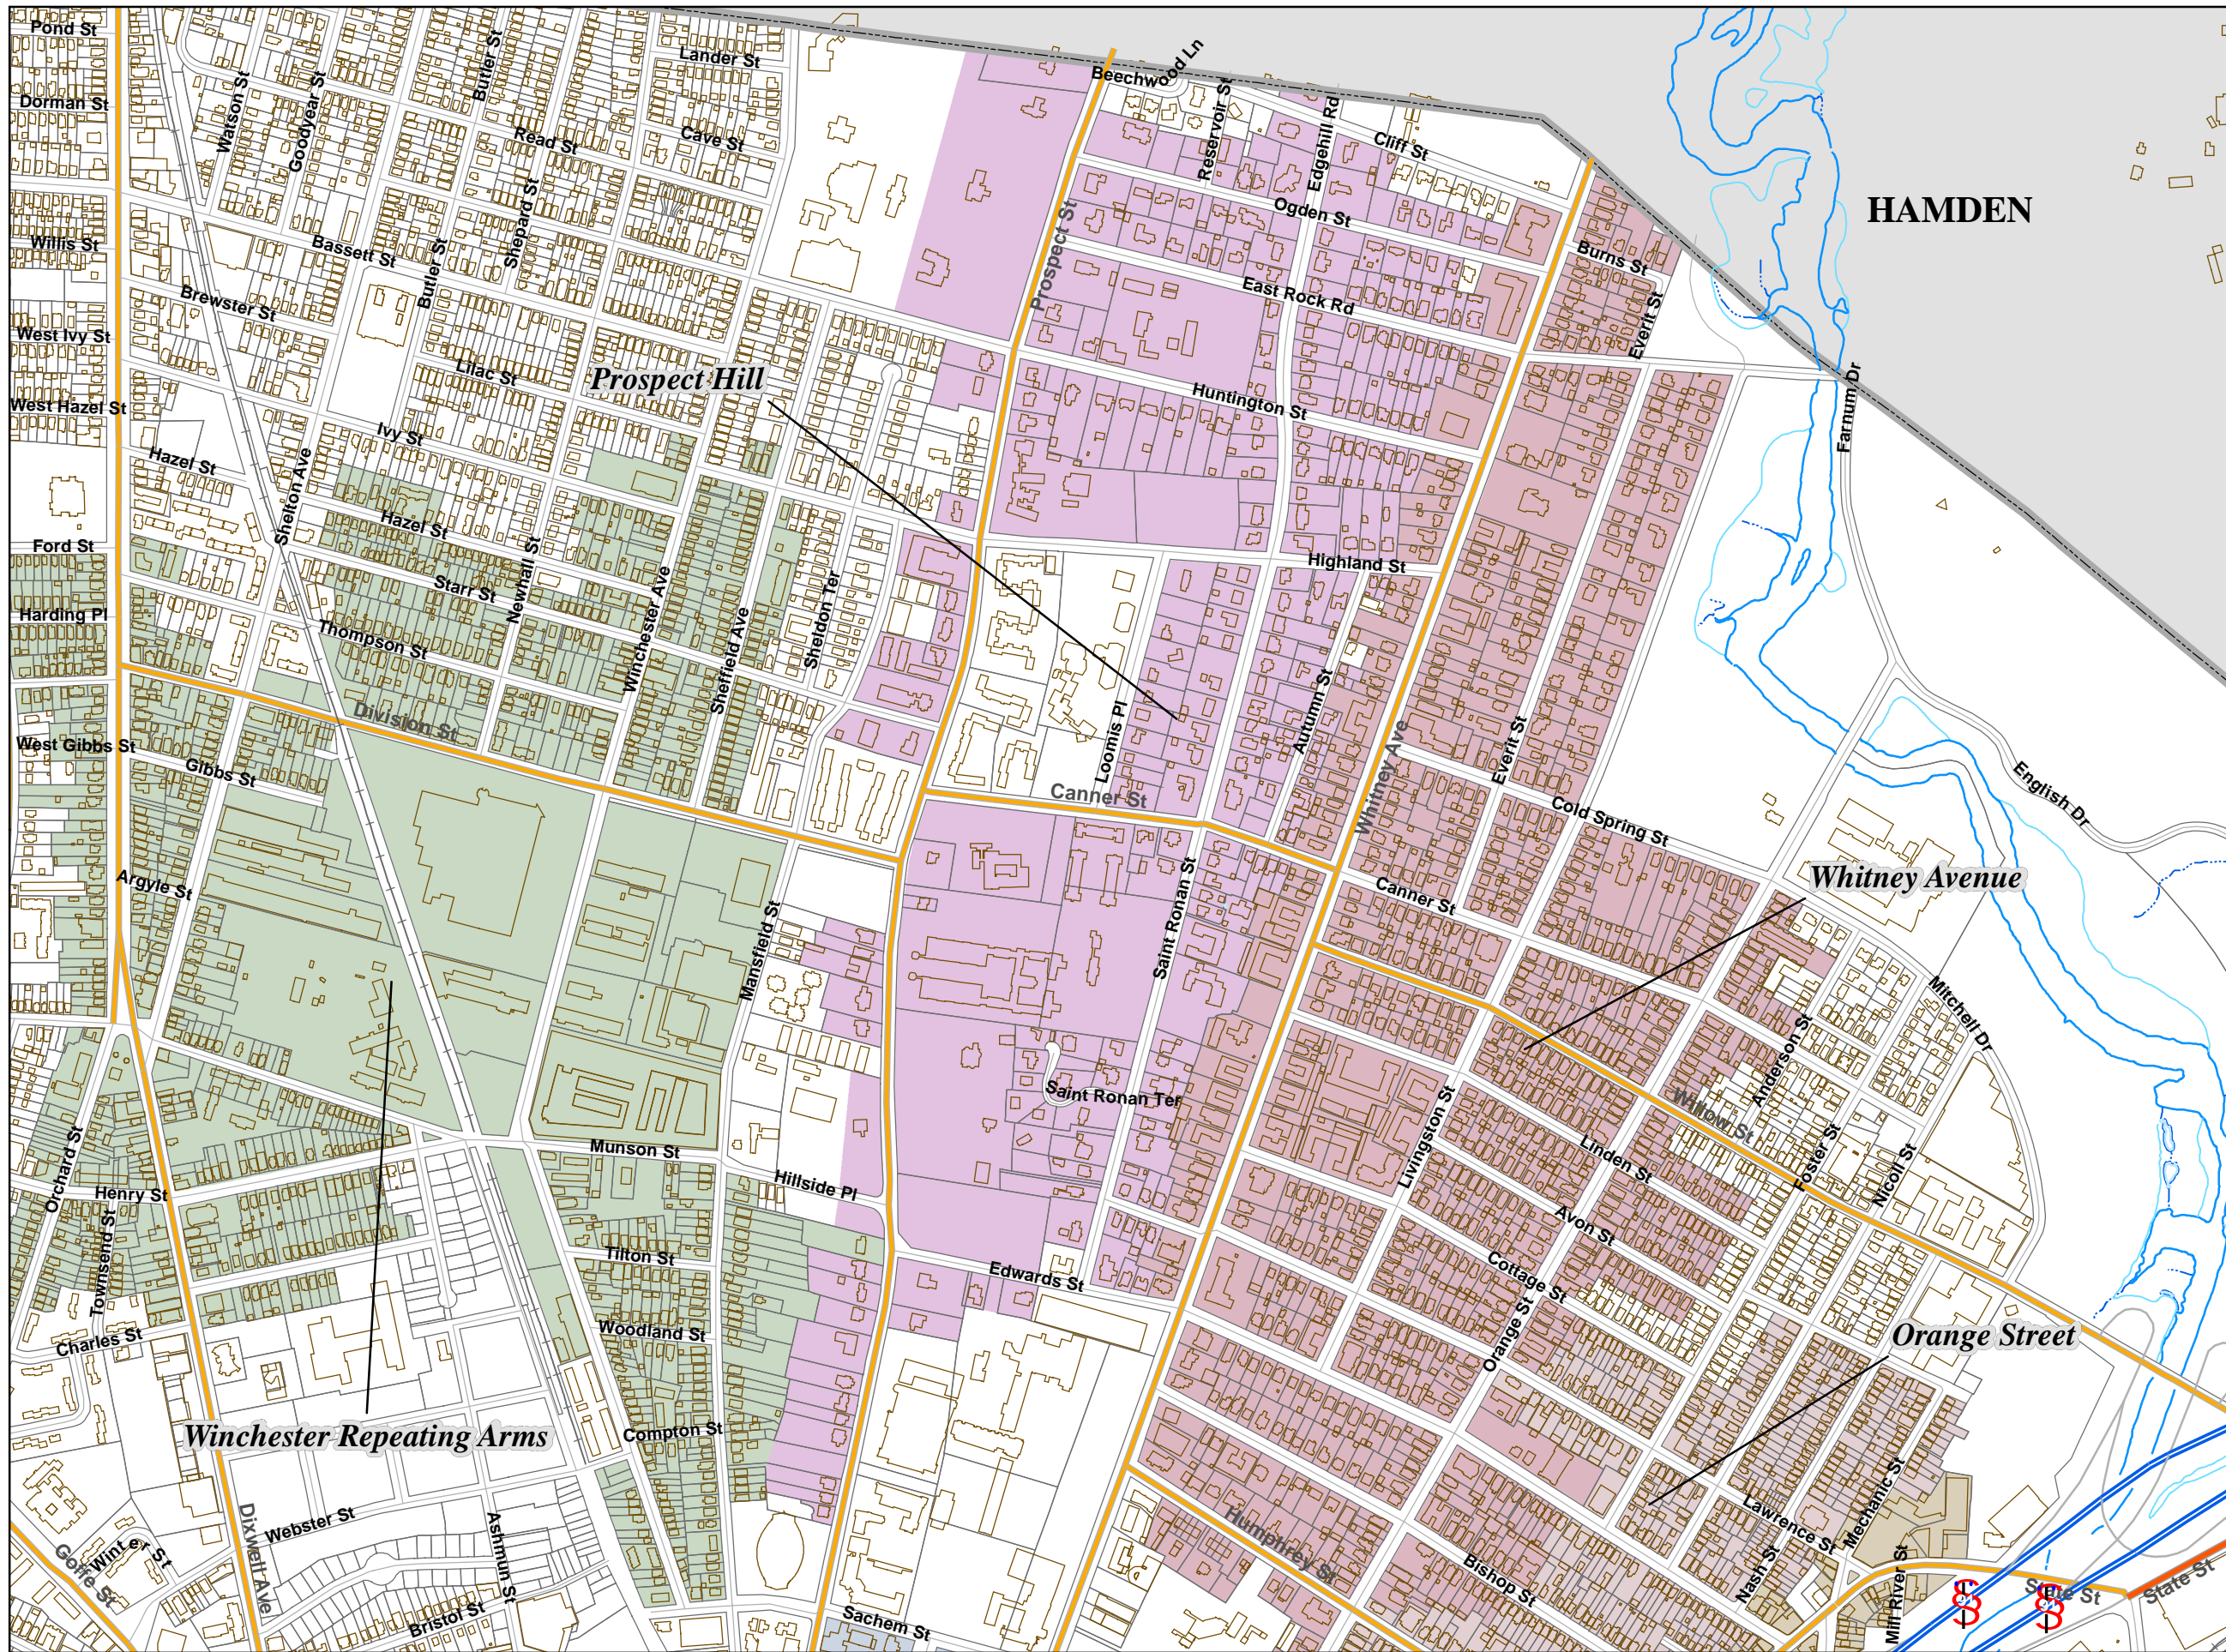 Pond St
Lander St
Beechwood Ln
Butler St
Dorman St
Watson St
Goodyear St
Read St
Cave St
Reservoir St
Edgehill Rd
Cliff St
HAMDEN
Shepard St
Ogden St
Prospect St
Willis St
Bassett St
Butler St
Burns St
Brewster St
East Rock Rd
Everit St
West Ivy St
Lilac St
Prospect Hill
Huntington St
Farnum Dr
West Hazel St
Ivy St
Hazel St
Shelton Ave
Hazel St
Ford St
Highland St
Starr St
Newhall St
Winchester Ave
Sheffield Ave
Sheldon Ter
Harding Pl
Thompson St
Division St
Loomis Pl
Autumn St
Whitney Ave
Everit St
West Gibbs St
Gibbs St
Canner St
Cold Spring St
English Dr
Argyle St
Mansfield St
Saint Ronan St
Canner St
Whitney Avenue
Mitchell Dr
Anderson St
Saint Ronan Ter
Livingston St
Willow St
Linden St
Foster St
Nicoll St
Munson St
Hillside Pl
Orchard St
Henry St
Townsend St
Avon St
Tilton St
Edwards St
Cottage St
Orange St
Orange Street
Charles St
Woodland St
Winchester Repeating Arms
Compton St
Dixwell Ave
Webster St
Ashmun St
Winter St
Goffe St
Bristol St
Sachem St
Humphrey St
Bishop St
Lawrence St
Mechanic St
Nash St
Mill River St
State St
State St